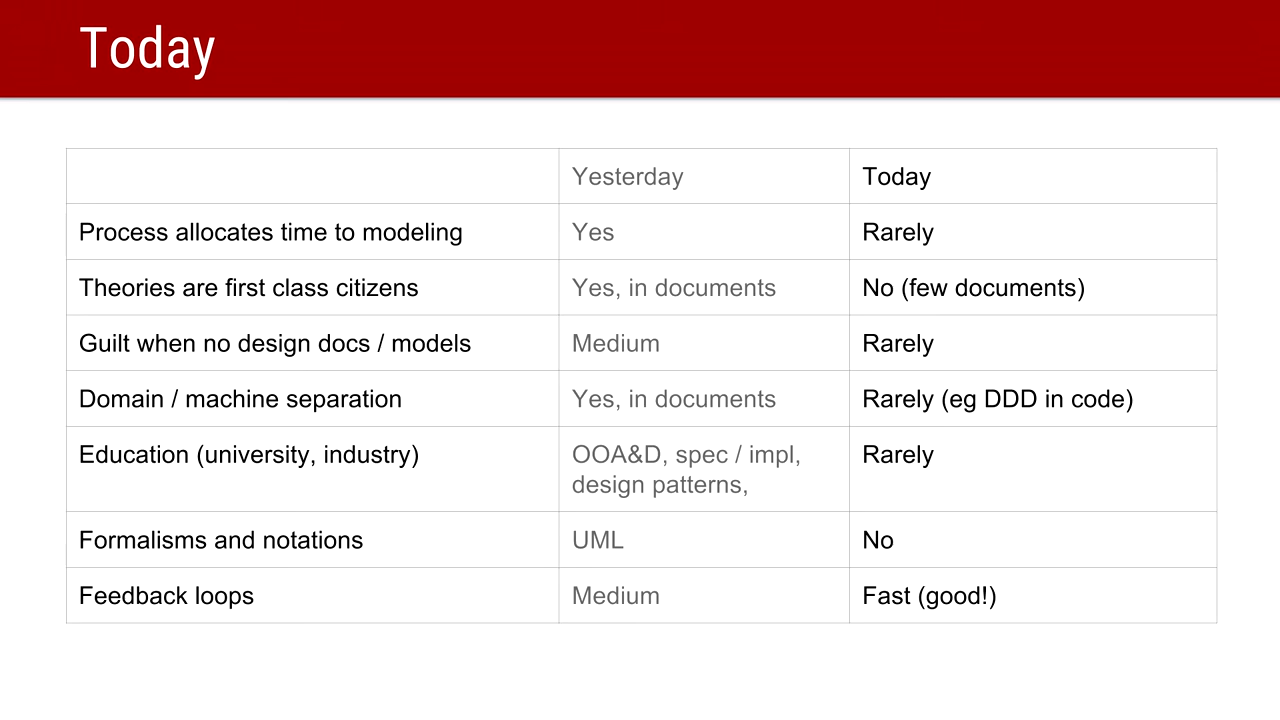 Today
Yesterday Today
Process allocates time to modeling Yes Rarely
Theories are first class citizens Yes, in documents No (few documents)
Guilt when no design docs / models Medium Rarely
Domain / machine separation Yes, in documents Rarely (eg DDD in code)
Education (university, industry) OOA&D, spec / impl, Rarely
design patterns,
Formalisms and notations UML No
Feedback loops Medium Fast (good!)